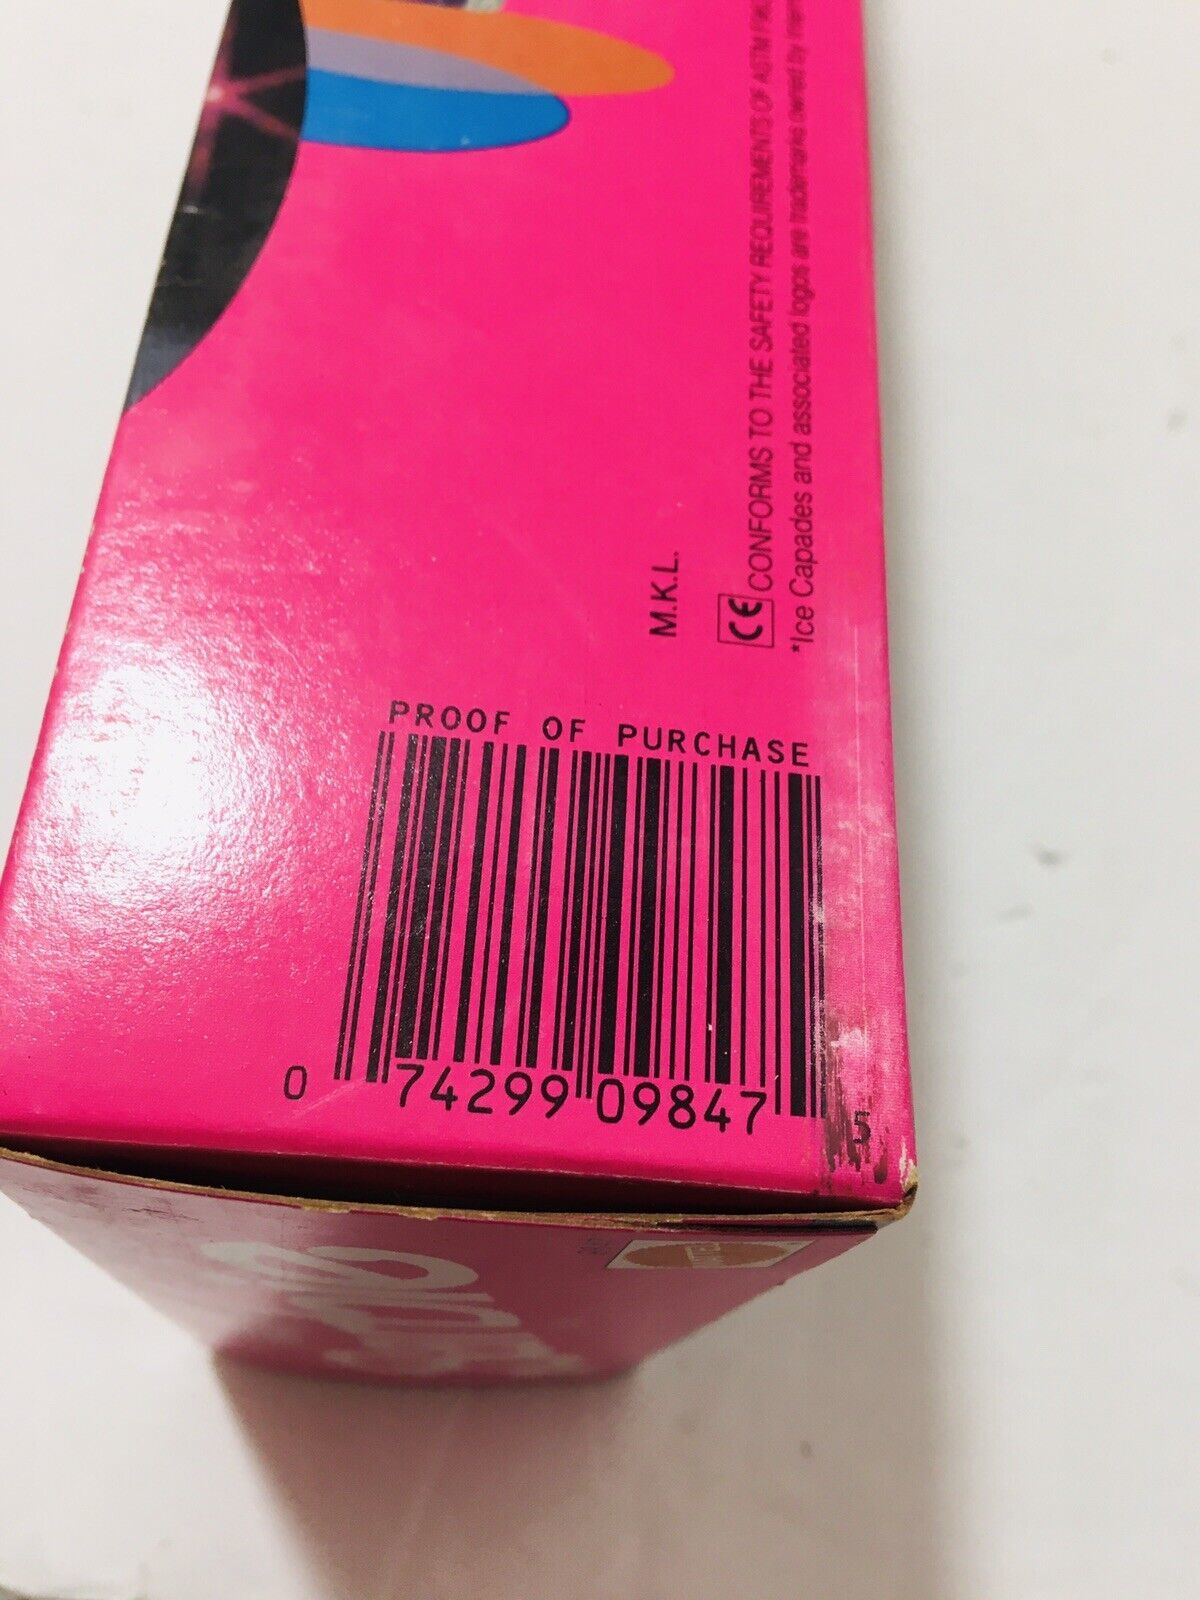 CE CONFORMS TO THE SAFETY REQUIREMENTS OF ASTM
*Ice Capades and associated logos are trademarks owned by
M.K.L.
PROOF OF PURCHASE
0 74299 09847 5
MATTEL